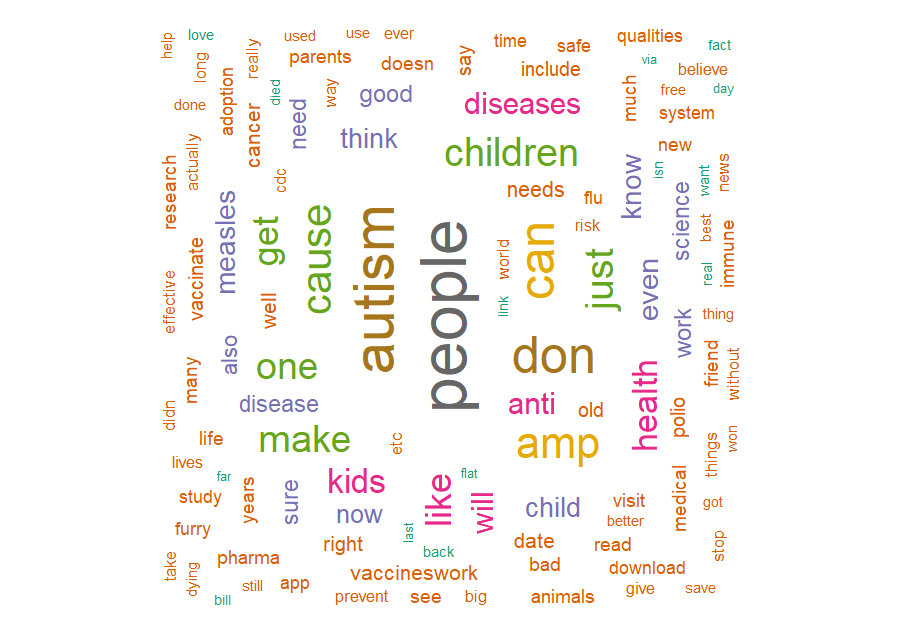 help
love
used
use
ever
time
safe
qualities
fact
long
really
parents
doesn
say
include
via
believe
done
adoption
died
way
good
diseases
much
free
day
system
actually
cancer
need
think
children
new
research
cdc
needs
flu
know
isn
want
news
measles
get
cause
autism
people
world
can
risk
just
science
best
immune
vaccinate
effective
well
link
even
real
thing
also
one
don
work
friend
without
many
disease
anti
old
health
polio
didn
life
make
etc
amp
things
won
lives
far
kids
flat
study
years
sure
now
like
will
child
visit
medical
got
furry
last
better
right
back
date
read
stop
take
pharma
vaccineswork
bad
download
dying
still
app
bill
prevent
see
big
animals
give
save